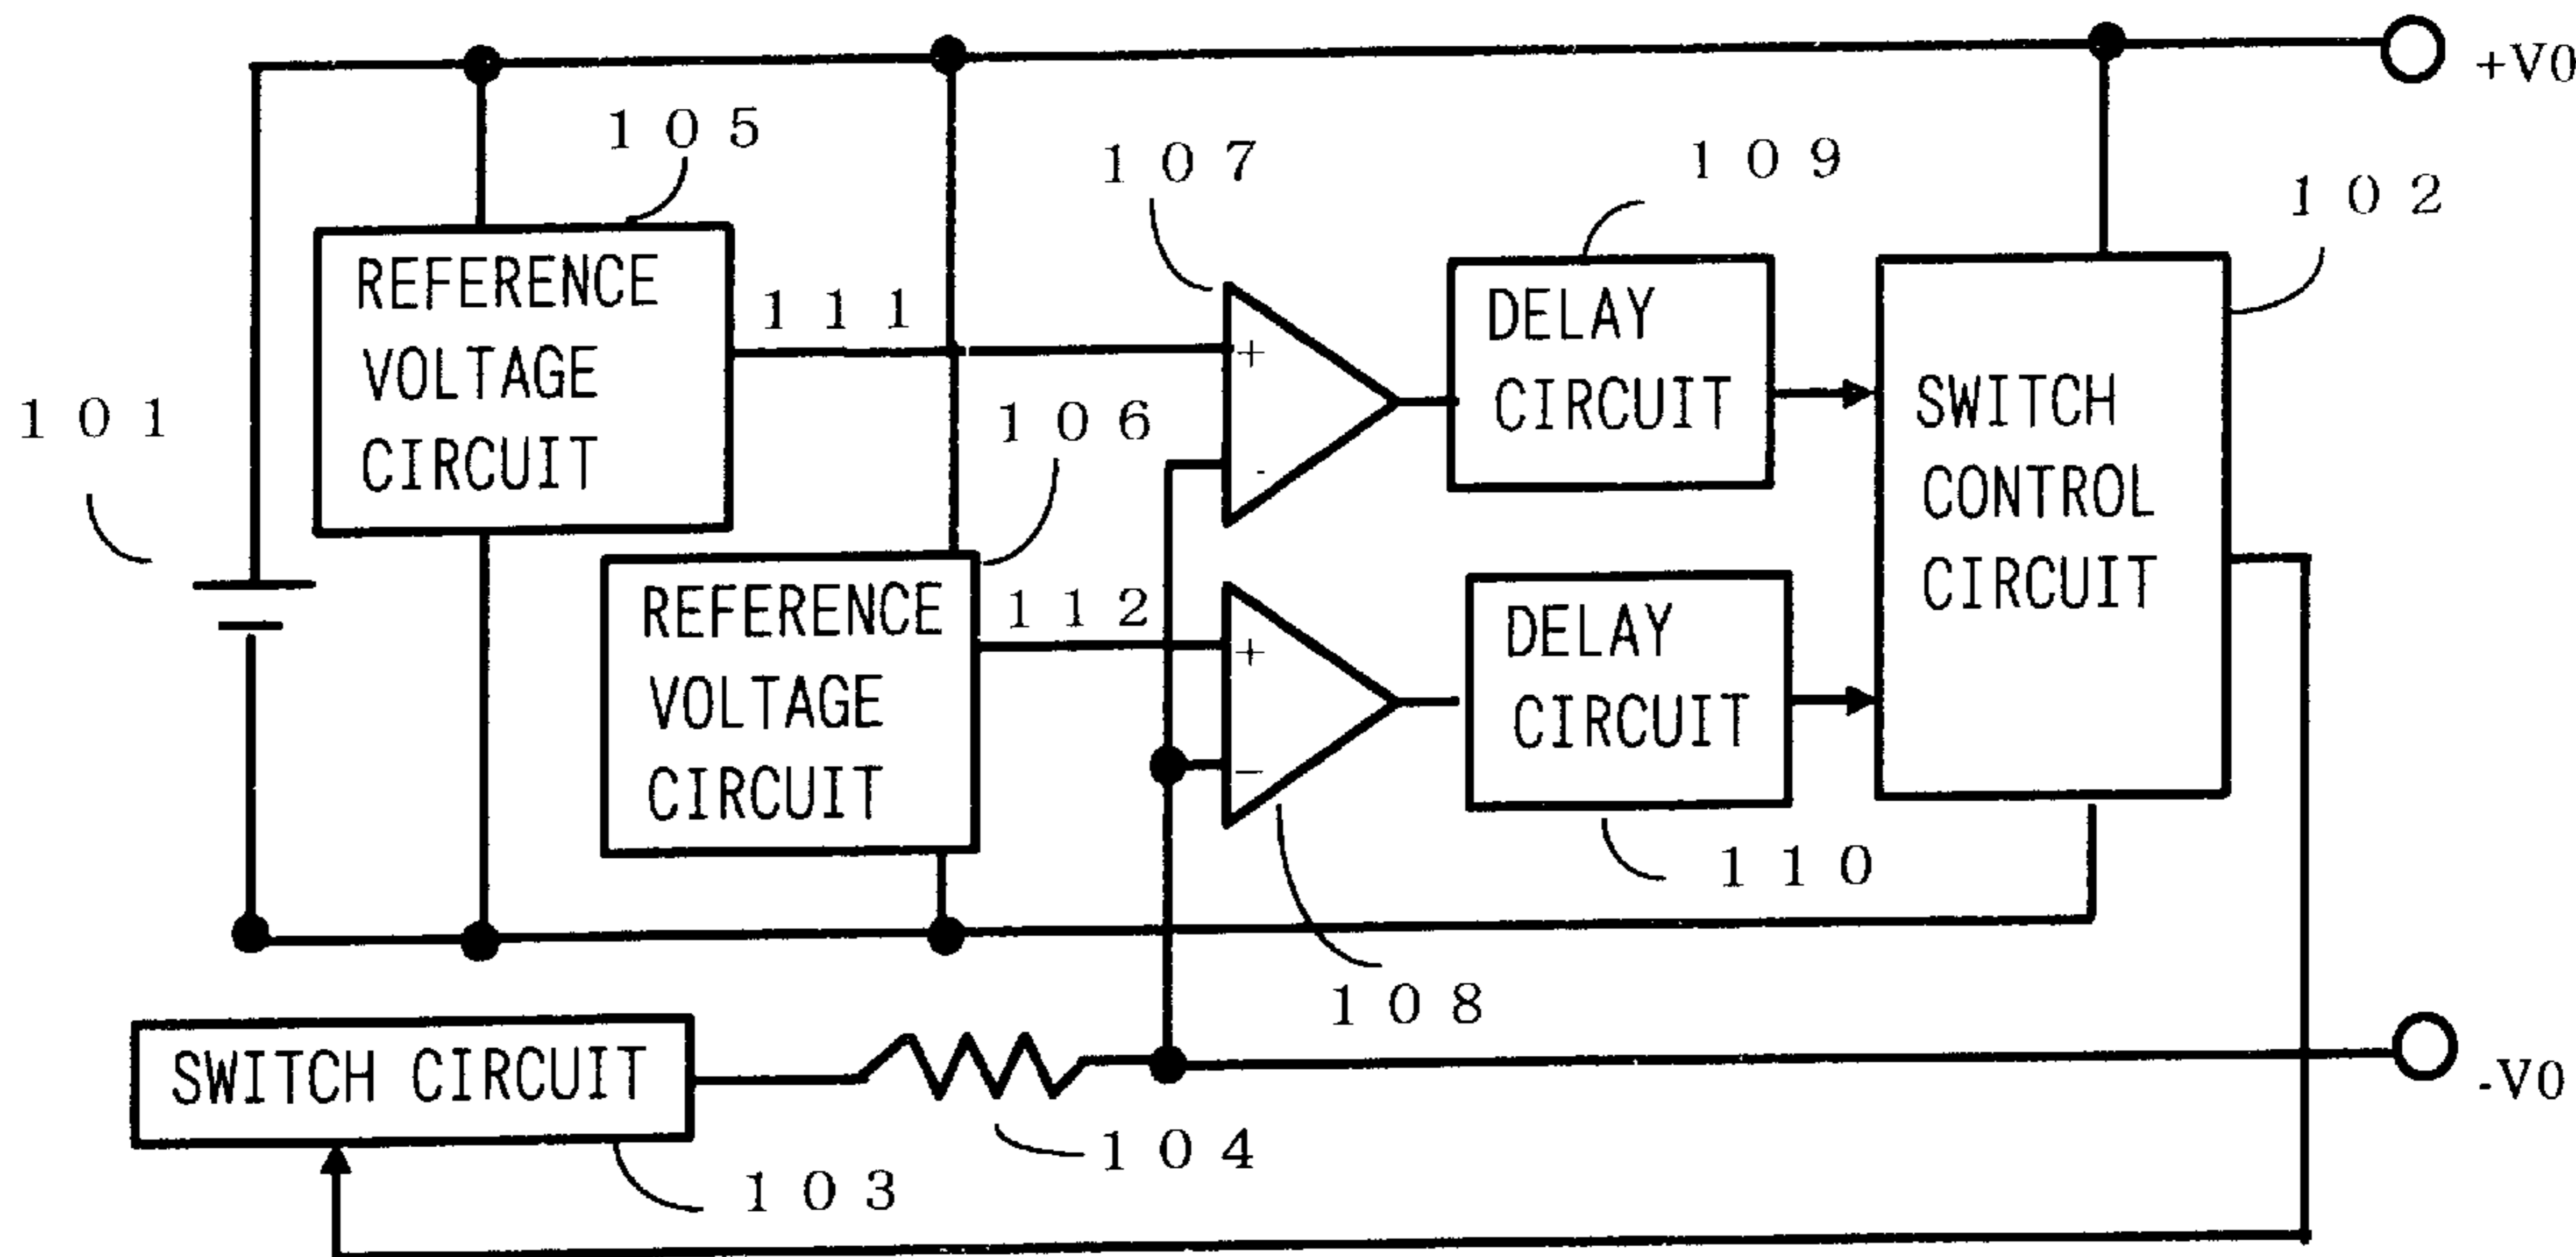 +V0
105
107
109
102
REFERENCE
VOLTAGE
CIRCUIT
111
+
-
DELAY
CIRCUIT
SWITCH
CONTROL
CIRCUIT
101
106
REFERENCE
VOLTAGE
CIRCUIT
112
+
-
DELAY
CIRCUIT
110
108
SWITCH CIRCUIT
104
103
-V0